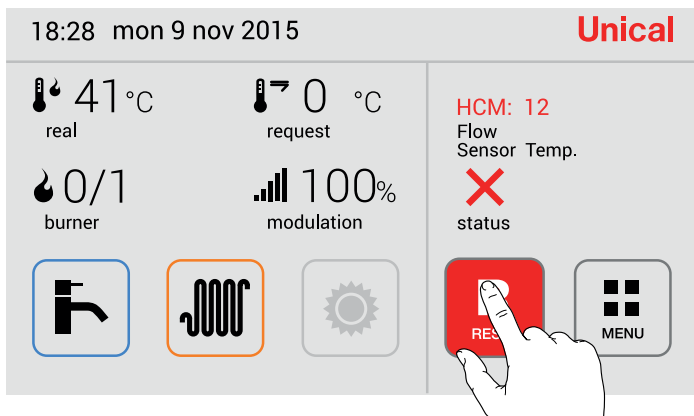 18:28 mon 9 nov 2015
Unical
41 °C
real
0 °C
request
0/1
burner
100%
modulation
HCM: 12
Flow
Sensor Temp.
status
MENU